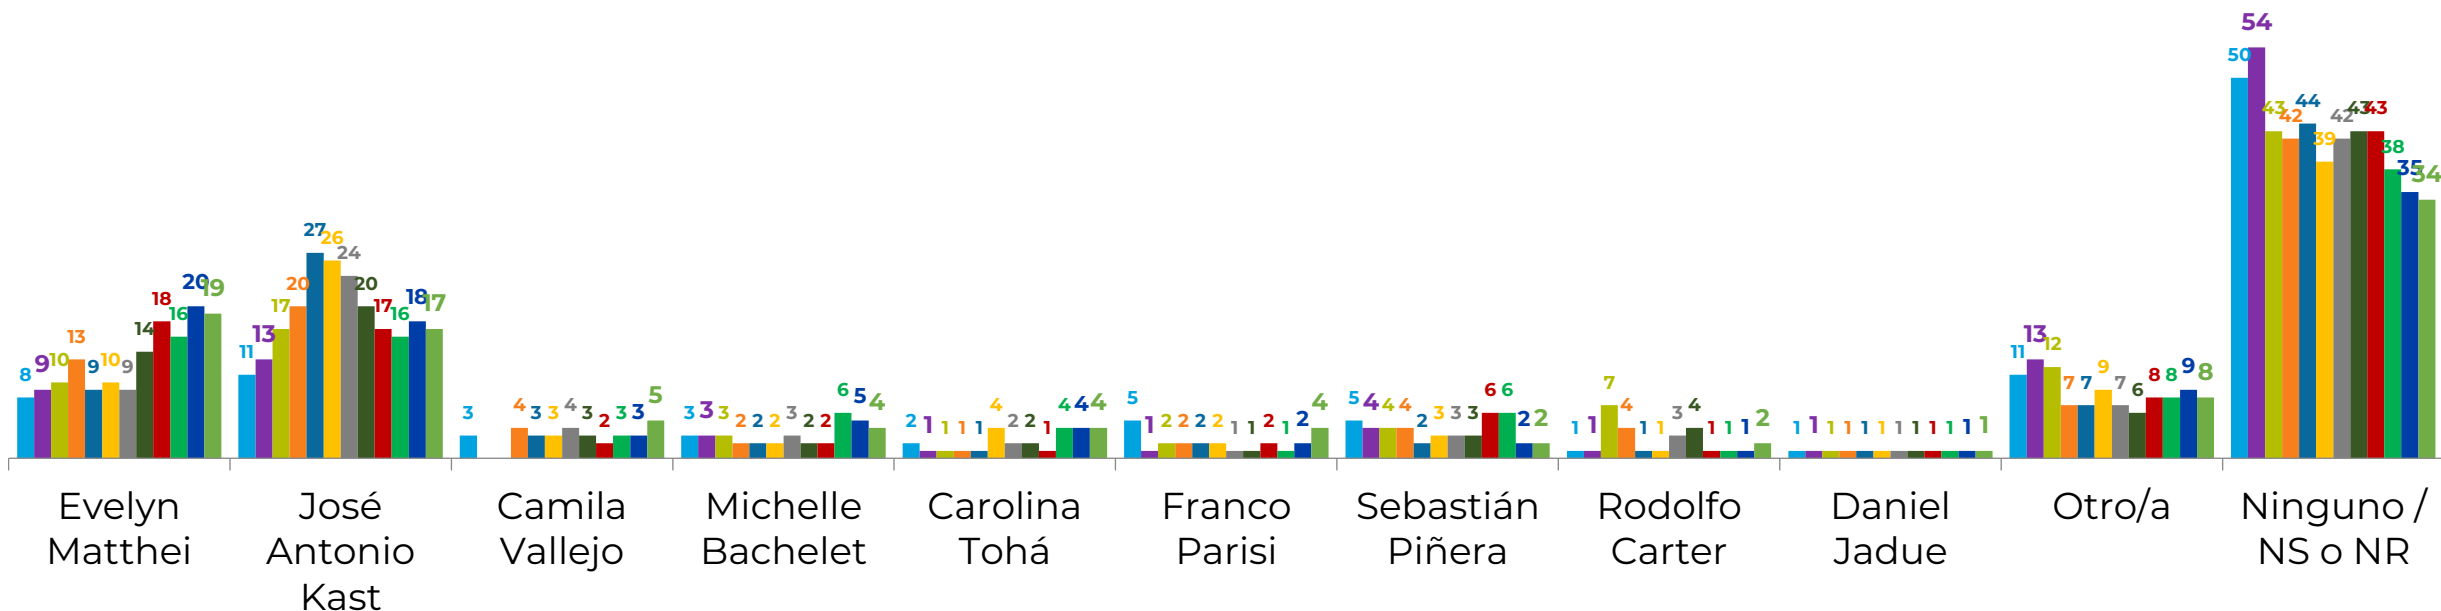 8 9 10 13 9 10 9 14 18 16 20 19
11 13 17 20 27 26 24 20 17 16 18 17
3 4 3 3 4 3 2 3 3 5
3 3 3 2 2 2 3 2 2 6 5 4
2 1 1 1 1 4 2 2 1 4 4 4
5 1 2 2 2 2 1 1 2 1 2 4
5 4 4 4 2 3 3 3 6 6 2 2
1 1 7 4 1 1 3 4 1 1 1 2
1 1 1 1 1 1 1 1 1 1 1 1
11 13 12 7 7 9 7 6 8 8 9 8
50 54 43 42 44 39 42 43 43 38 35 34
Evelyn
Matthei
José
Antonio
Kast
Camila
Vallejo
Michelle
Bachelet
Carolina
Tohá
Franco
Parisi
Sebastián
Piñera
Rodolfo
Carter
Daniel
Jadue
Otro/a
Ninguno /
NS o NR